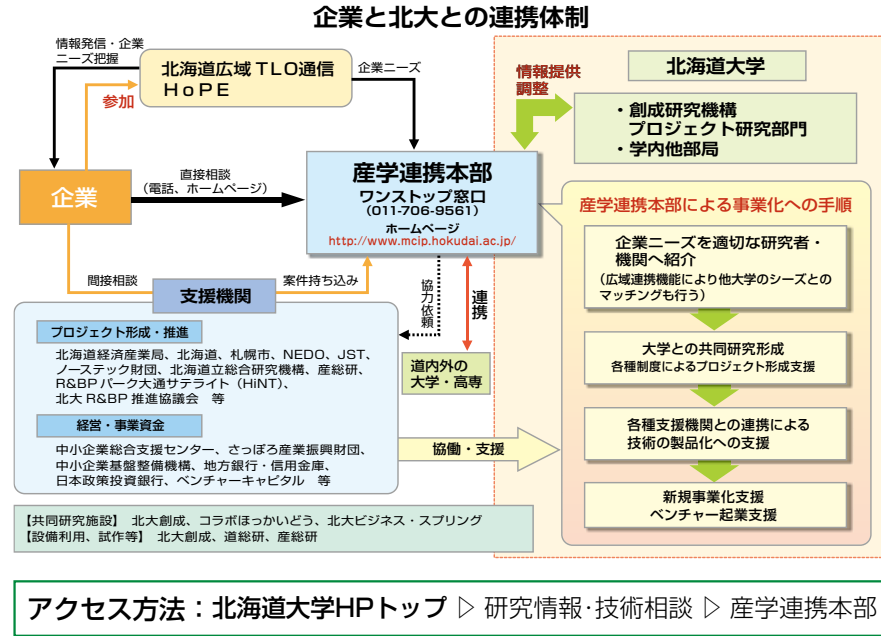 企業と北大との連携体制
情報発信・企業
ニーズ把握
北海道広域 TLO通信
HoPE
企業ニーズ
参加
情報提供
調整
北海道大学
・創成研究機構
プロジェクト研究部門
・学内他部局
企業
直接相談
(電話、ホームページ)
産学連携本部
ワンストップ窓口
(011-706-9561)
ホームページ
http://www.mcip.hokudai.ac.jp/
産学連携本部による事業化への手順
企業ニーズを適切な研究者・
機関へ紹介
(広域連携機能により他大学のシーズとの
マッチングも行う)
大学との共同研究形成
各種制度によるプロジェクト形成支援
各種支援機関との連携による
技術の製品化への支援
新規事業化支援
ベンチャー起業支援
間接相談
支援機関
案件持ち込み
協力依頼
連携
道内外の
大学・高専
プロジェクト形成・推進
北海道経済産業局、北海道、札幌市、NEDO、JST、
ノーステック財団、北海道立総合研究機構、産総研、
R&BP パーク大通サテライト（HiNT）、
北大 R&BP 推進協議会　等
経営・事業資金
中小企業総合支援センター、さっぽろ産業振興財団、
中小企業基盤整備機構、地方銀行・信用金庫、
日本政策投資銀行、ベンチャーキャピタル　等
協働・支援
【共同研究施設】 北大創成、コラボほっかいどう、北大ビジネス・スプリング
【設備利用、試作等】 北大創成、道総研、産総研
アクセス方法：北海道大学HPトップ ▷ 研究情報・技術相談 ▷ 産学連携本部